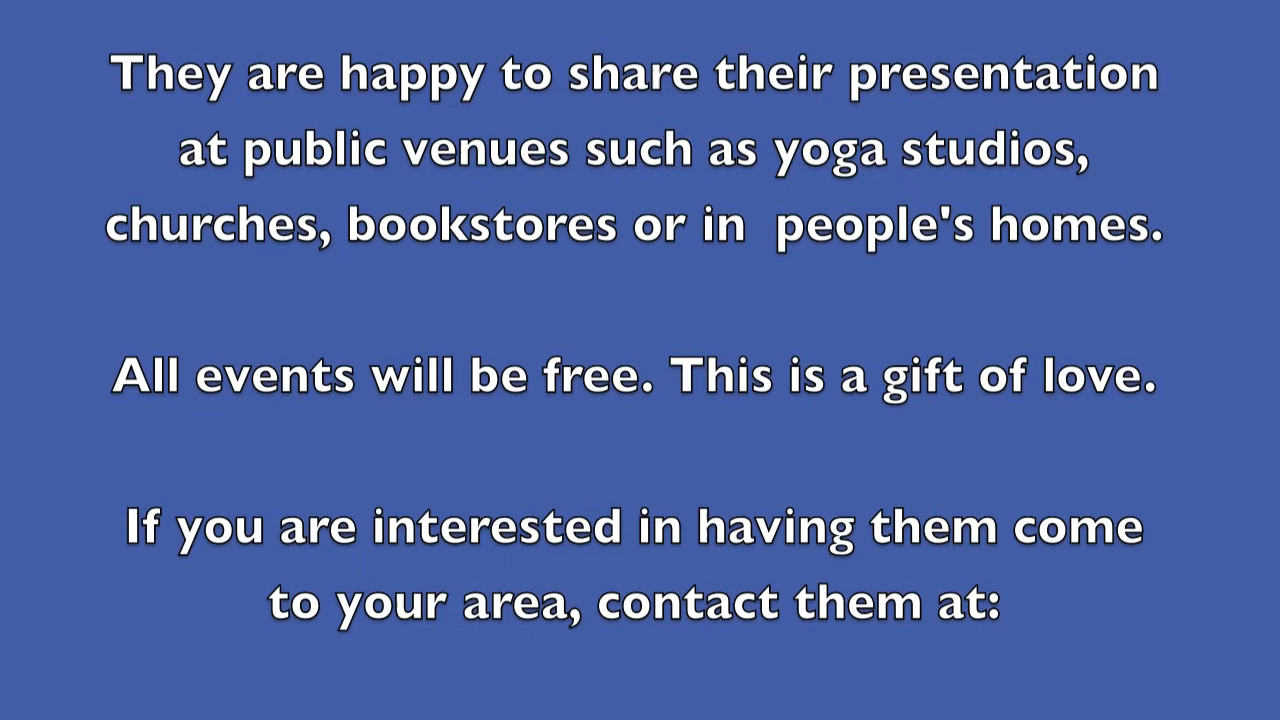 They are happy to share their presentation
at public venues such as yoga studios,
churches, bookstores or in  people's homes.
All events will be free. This is a gift of love.
If you are interested in having them come
to your area, contact them at: